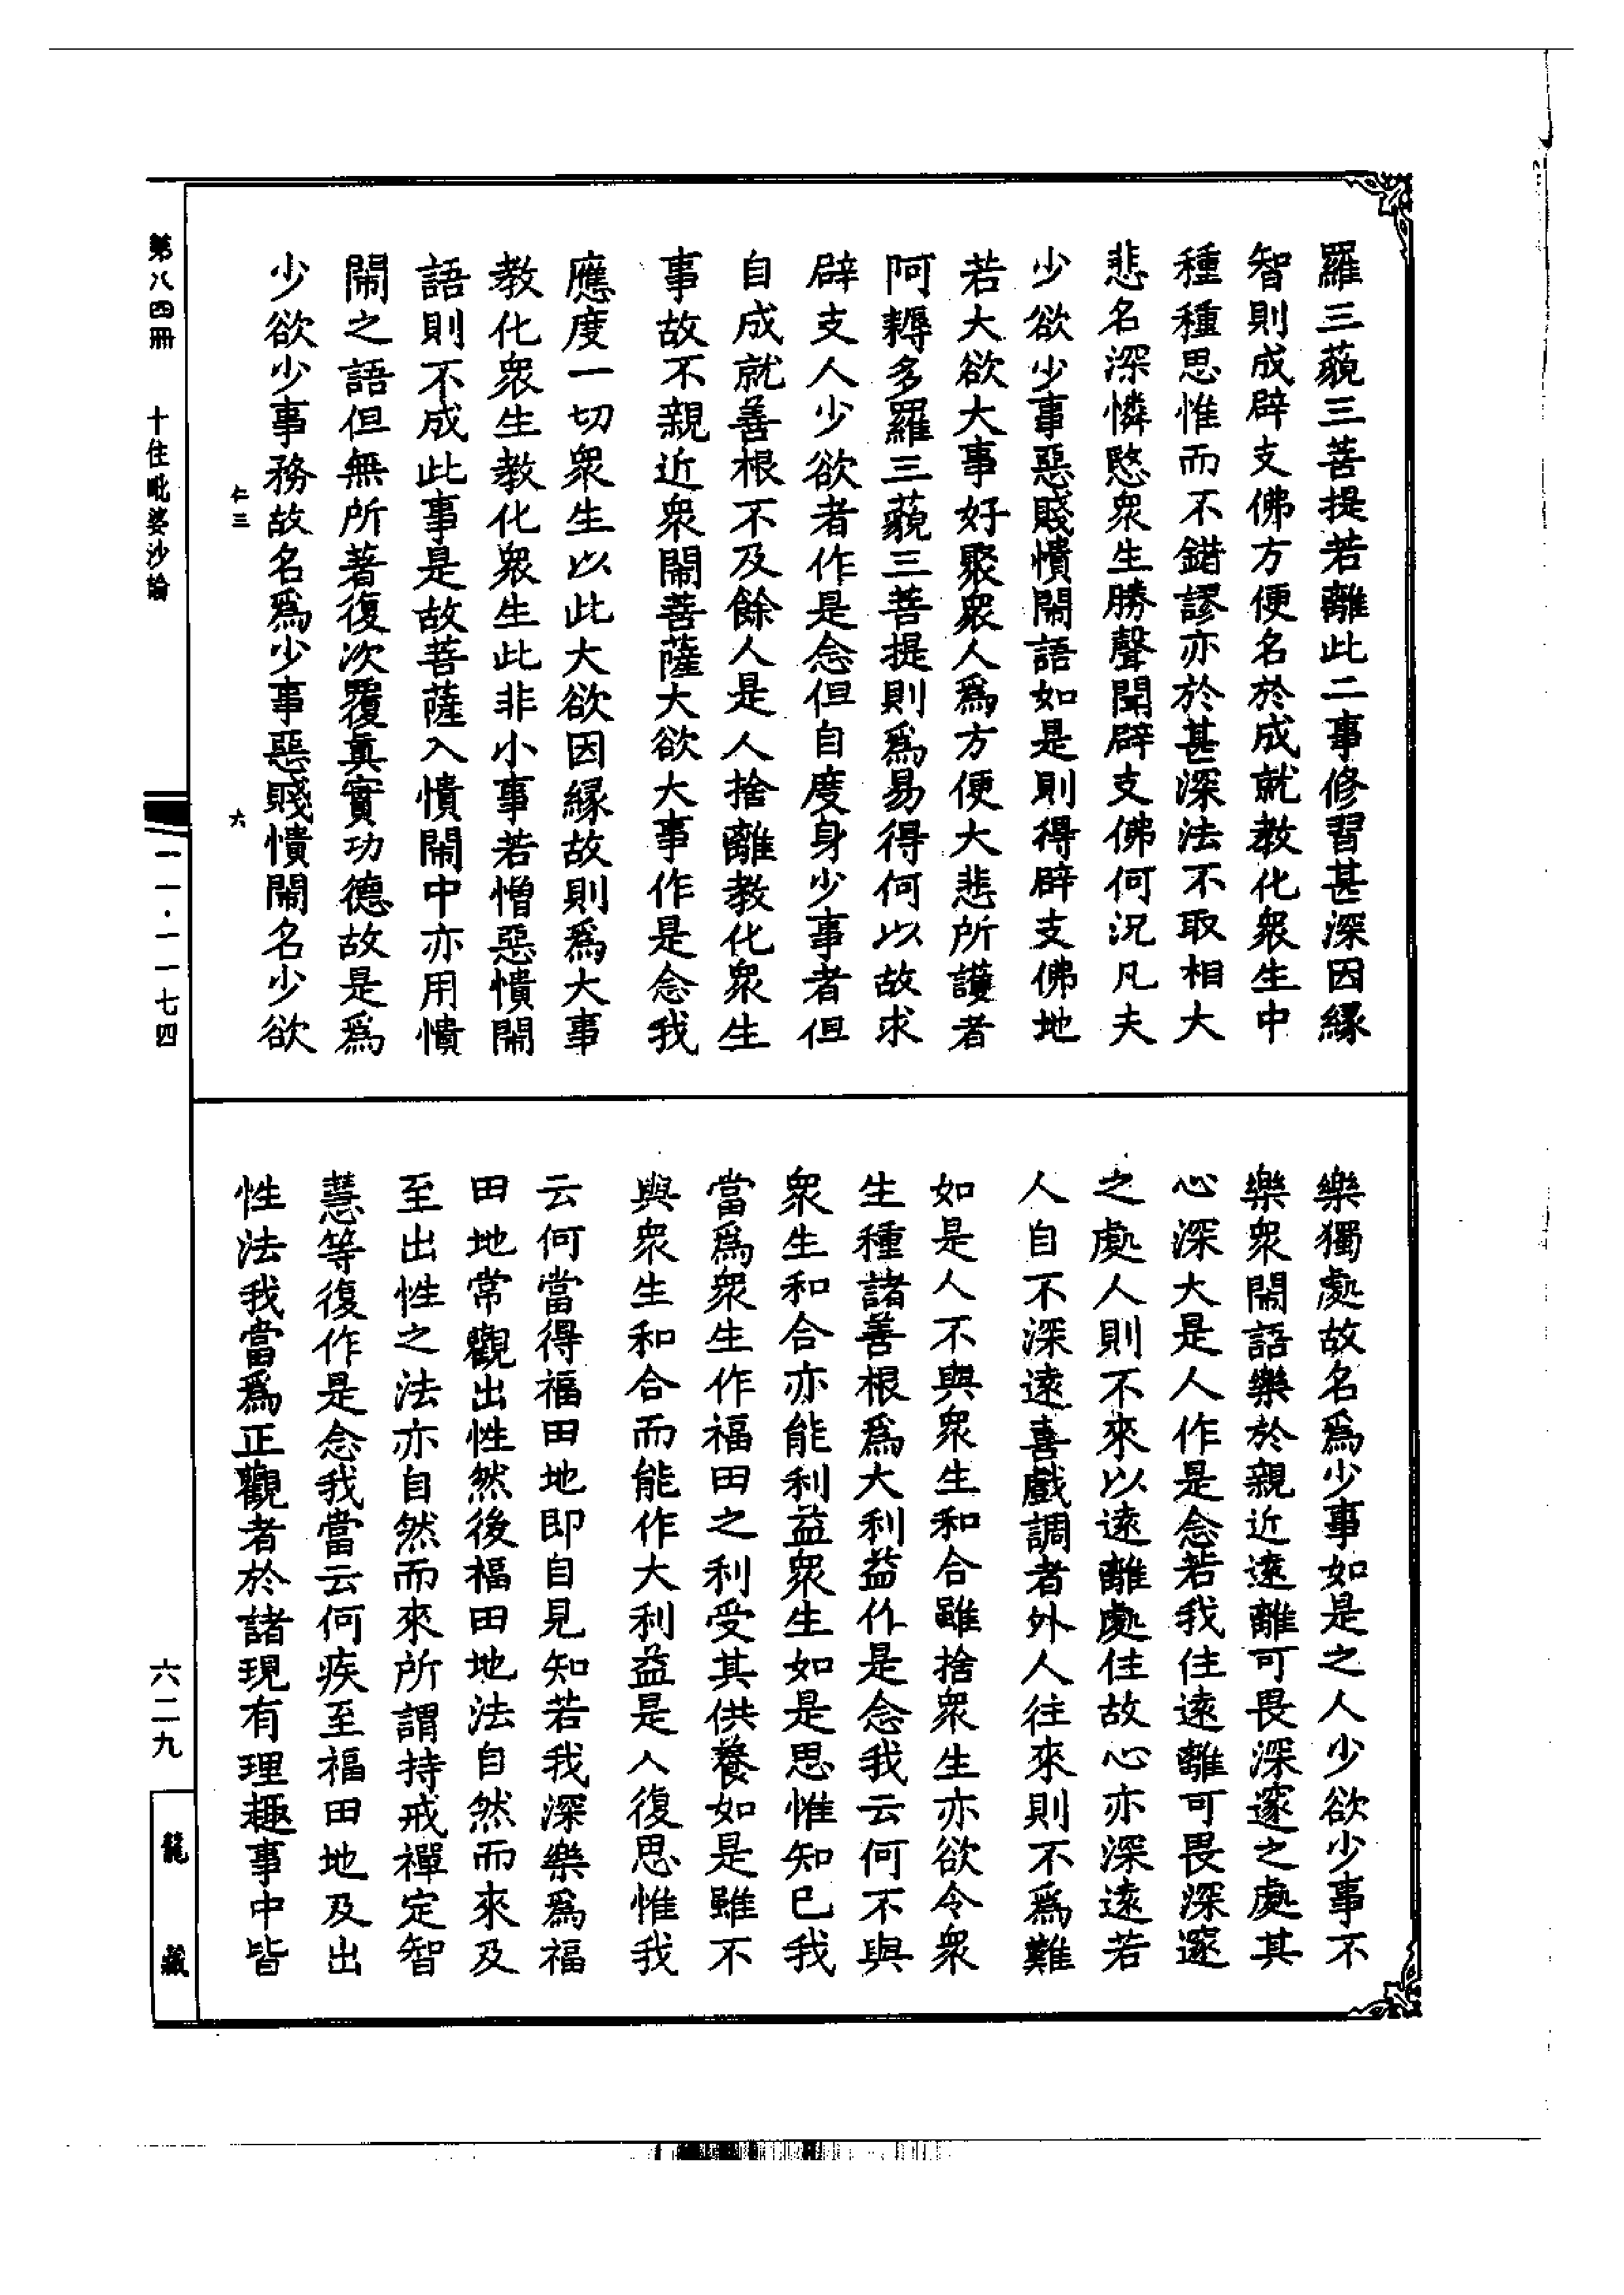 羅三藐三菩提若離此二事修習甚深因縁
智則成辟支佛方便名於成就教化衆生中
種種思惟而不錯謬亦於甚深法不取相大
悲名深憐愍衆生勝聲聞辟支佛何況凡夫
少欲少事惡賤憒鬧語如是則得辟支佛地
若大欲大事好聚衆人爲方便大悲所護者
阿耨多羅三藐三菩提則爲易得何以故求
辟支人少欲者作是念但自度身少事者但
自成就善根不及餘人是人捨離教化衆生
事故不親近衆鬧菩薩大欲大事作是念我
應度一切衆生以此大欲因縁故則爲大事
教化衆生教化衆生此非小事若憎惡憒鬧
語則不成此事是故菩薩入憒鬧中亦用憒
鬧之語但無所著復次覆真實功德故是爲
少欲少事務故名爲少事惡賤憒鬧名少欲
仁三 六
樂獨處故名爲少事如是之人少欲少事不
樂衆鬧語樂於親近遠離可畏深邃之處其
心深大是人作是念若我住遠離可畏深邃
之處人則不來以遠離處住故心亦深遠若
人自不深遠喜戲調者外人往來則不爲難
如是人不與衆生和合雖捨衆生亦欲令衆
生種諸善根爲大利益作是念我云何不與
衆生和合亦能利益衆生如是思惟知已我
當爲衆生作福田之利受其供養如是雖不
與衆生和合而能作大利益是人復思惟我
云何當得福田地即自見知若我深樂爲福
田地常觀出性然後福田地法自然而來及
至出性之法亦自然而來所謂持戒禪定智
慧等復作是念我當云何疾至福田地及出
性法我當爲正觀者於諸現有理趣事中皆
第八四冊 十住毗婆沙論
一一·一一七四
六二九
龍藏